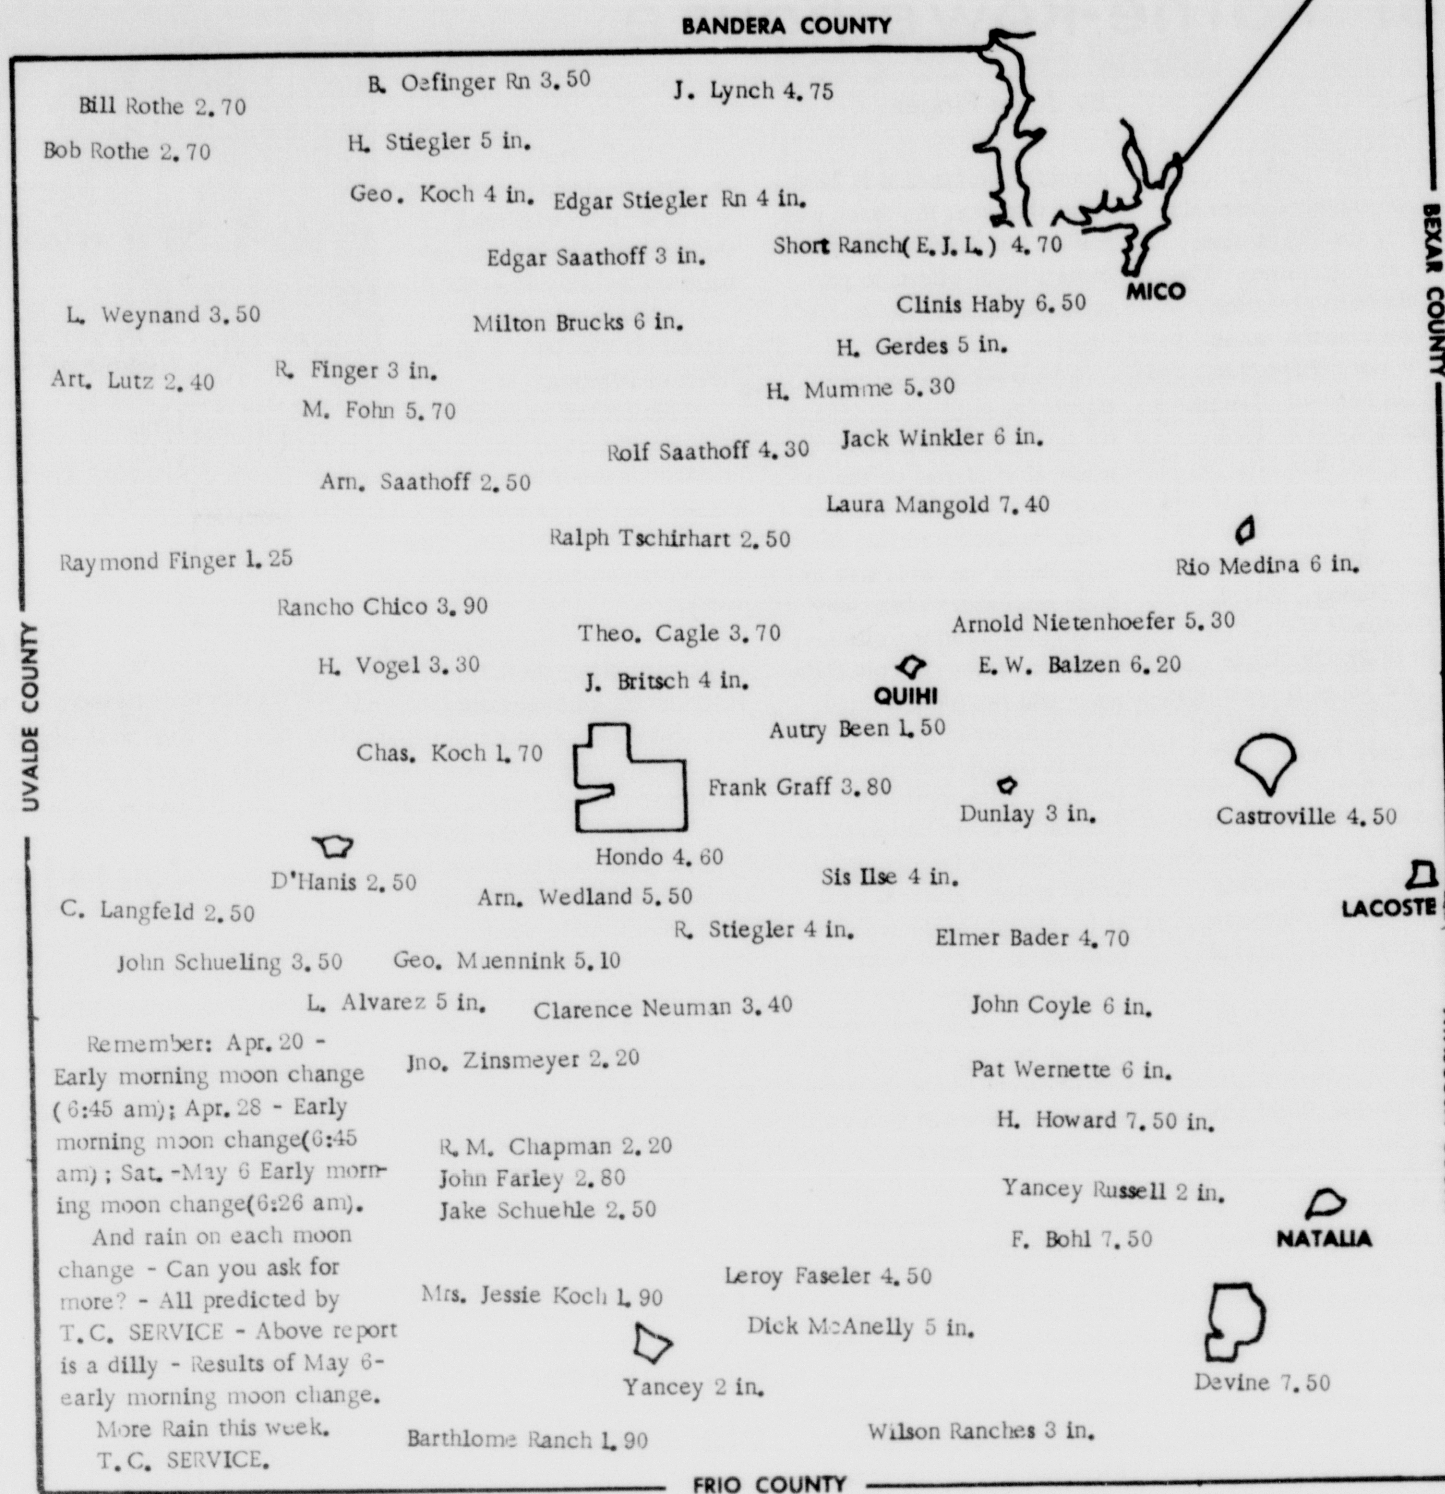 BANDERA COUNTY
B. Oefinger Rn 3.50
J. Lynch 4.75
Bill Rothe 2.70
H. Stiegler 5 in.
Bob Rothe 2.70
Geo. Koch 4 in.
Edgar Stiegler Rn 4 in.
BEXAR COUNTY
Short Ranch( E. J. L. ) 4.70
Edgar Saathoff 3 in.
MICO
Clinis Haby 6.50
L. Weynand 3.50
Milton Brucks 6 in.
H. Gerdes 5 in.
R. Finger 3 in.
Art. Lutz 2.40
H. Mumme 5.30
M. Fohn 5.70
Jack Winkler 6 in.
Rolf Saathoff 4.30
Arn. Saathoff 2.50
Laura Mangold 7.40
Ralph Tschirhart 2.50
Raymond Finger 1.25
Rio Medina 6 in.
Rancho Chico 3.90
Arnold Nietenhoefer 5.30
Theo. Cagle 3.70
H. Vogel 3.30
E. W. Balzen 6.20
J. Britsch 4 in.
QUIHI
UVALDE COUNTY
Autry Been 1.50
Chas. Koch 1.70
Frank Graff 3.80
Dunlay 3 in.
Castroville 4.50
Hondo 4.60
D'Hanis 2.50
Sis Ilse 4 in.
Arn. Wedland 5.50
C. Langfeld 2.50
LACOSTE
R. Stiegler 4 in.
Elmer Bader 4.70
John Schueling 3.50
Geo. Muennink 5.10
L. Alvarez 5 in.
Clarence Neuman 3.40
John Coyle 6 in.
Jno. Zinsmeyer 2.20
Pat Wernette 6 in.
H. Howard 7.50 in.
R. M. Chapman 2.20
John Farley 2.80
Jake Schuehle 2.50
Yancey Russell 2 in.
F. Bohl 7.50
NATALIA
Leroy Faseler 4.50
Mrs. Jessie Koch 1.90
Dick McAnelly 5 in.
Yancey 2 in.
Devine 7.50
Barthlome Ranch 1.90
Wilson Ranches 3 in.
Remember: Apr. 20 -
Early morning moon change
( 6:45 am); Apr. 28 - Early
morning moon change(6:45
am) ; Sat. -May 6 Early morn-
ing moon change(6:26 am).
And rain on each moon
change - Can you ask for
more? - All predicted by
T. C. SERVICE - Above report
is a dilly - Results of May 6-
early morning moon change.
More Rain this week.
T. C. SERVICE.
FRIO COUNTY